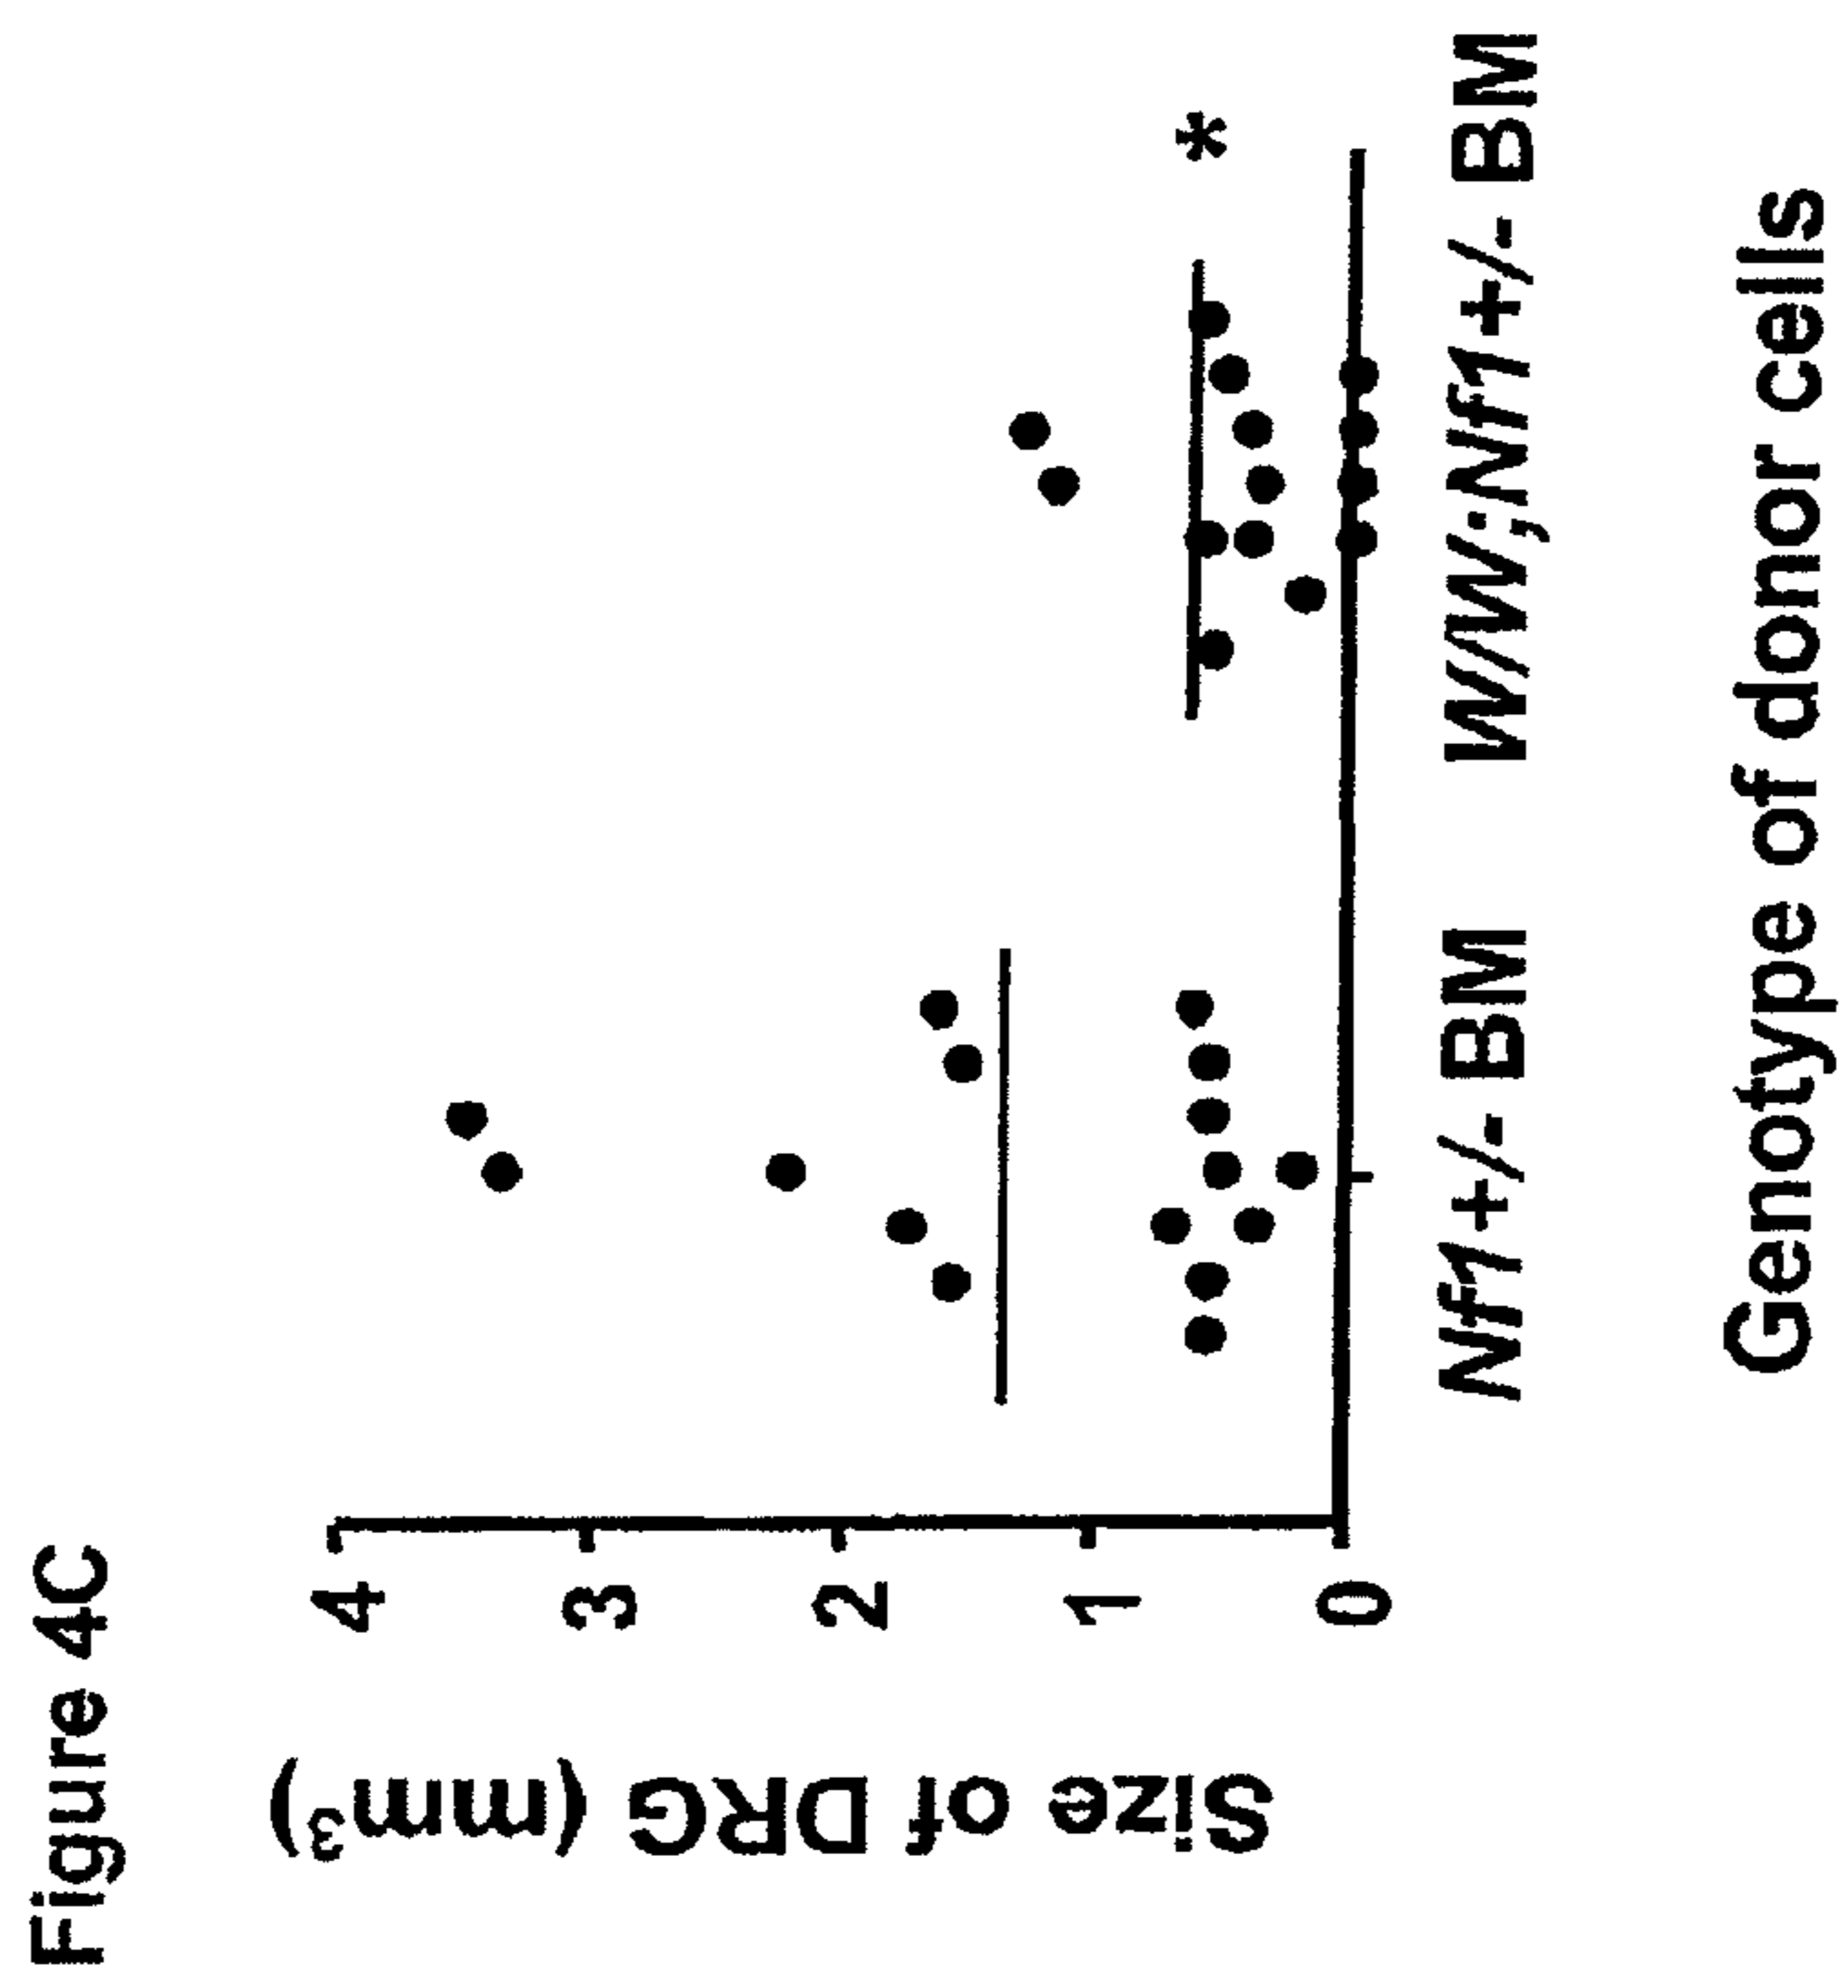 Figure 4C
Size of DRG (mm³)
4
3
2
1
0
*
Nf1+/- BM
W/W;Nf1+/- BM
Genotype of donor cells